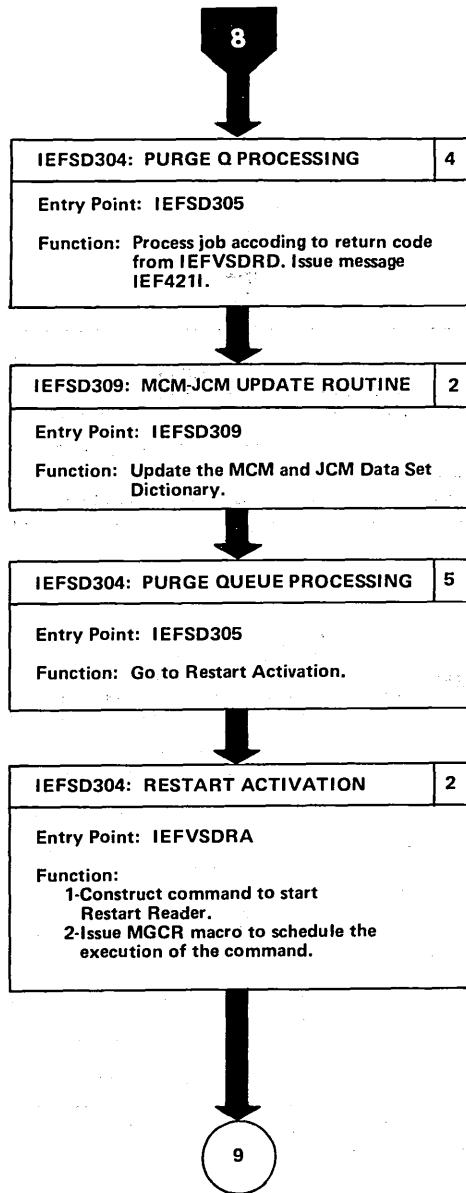 8
IEFSD304: PURGE Q PROCESSING 4
Entry Point: IEFSD305
Function: Process job accoding to return code
from IEFVSDRD. Issue message
IEF421I.
IEFSD309: MCM-JCM UPDATE ROUTINE 2
Entry Point: IEFSD309
Function: Update the MCM and JCM Data Set
Dictionary.
IEFSD304: PURGE QUEUE PROCESSING 5
Entry Point: IEFSD305
Function: Go to Restart Activation.
IEFSD304: RESTART ACTIVATION 2
Entry Point: IEFVSDRA
Function:
1-Construct command to start
Restart Reader.
2-Issue MGCR macro to schedule the
execution of the command.
9